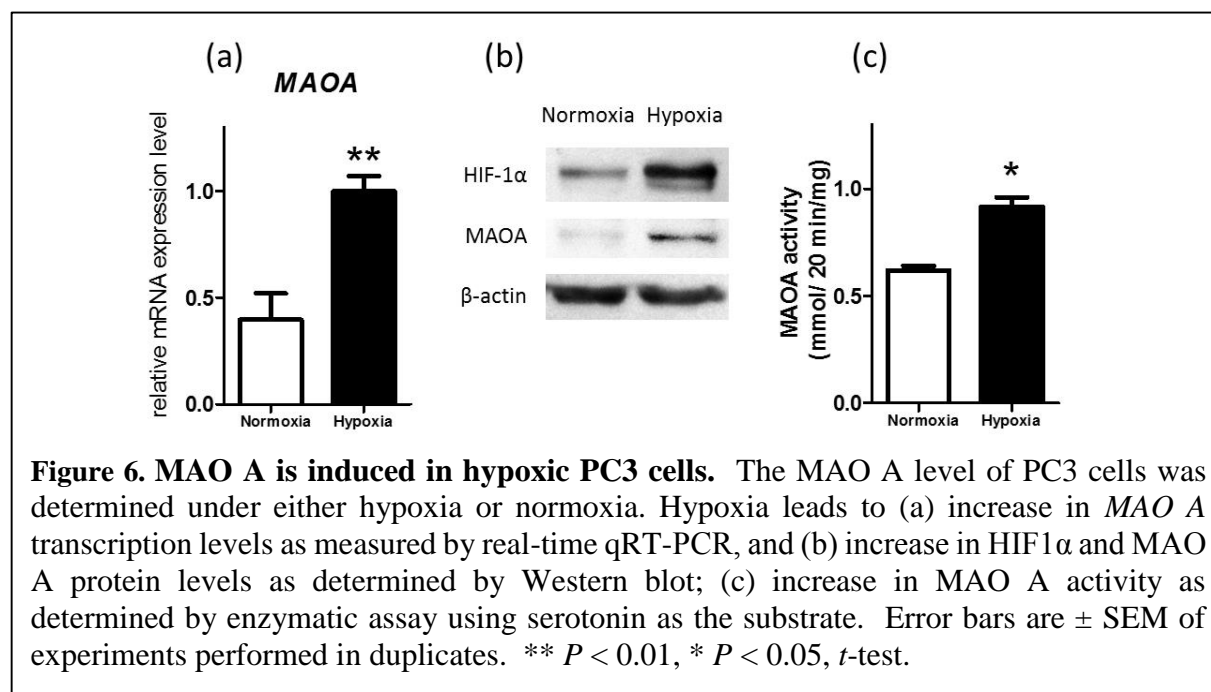 (a)
MAOA
relative mRNA expression level
1.0
0.5
0.0
**
Normoxia
Hypoxia
(b)
Normoxia Hypoxia
HIF-1α
MAOA
β-actin
(c)
MAOA activity
(mmol/ 20 min/mg)
1.0
0.5
0.0
*
Normoxia
Hypoxia
Figure 6. MAO A is induced in hypoxic PC3 cells. The MAO A level of PC3 cells was
determined under either hypoxia or normoxia. Hypoxia leads to (a) increase in MAO A
transcription levels as measured by real-time qRT-PCR, and (b) increase in HIF1α and MAO
A protein levels as determined by Western blot; (c) increase in MAO A activity as
determined by enzymatic assay using serotonin as the substrate. Error bars are ± SEM of
experiments performed in duplicates. ** P < 0.01, * P < 0.05, t-test.